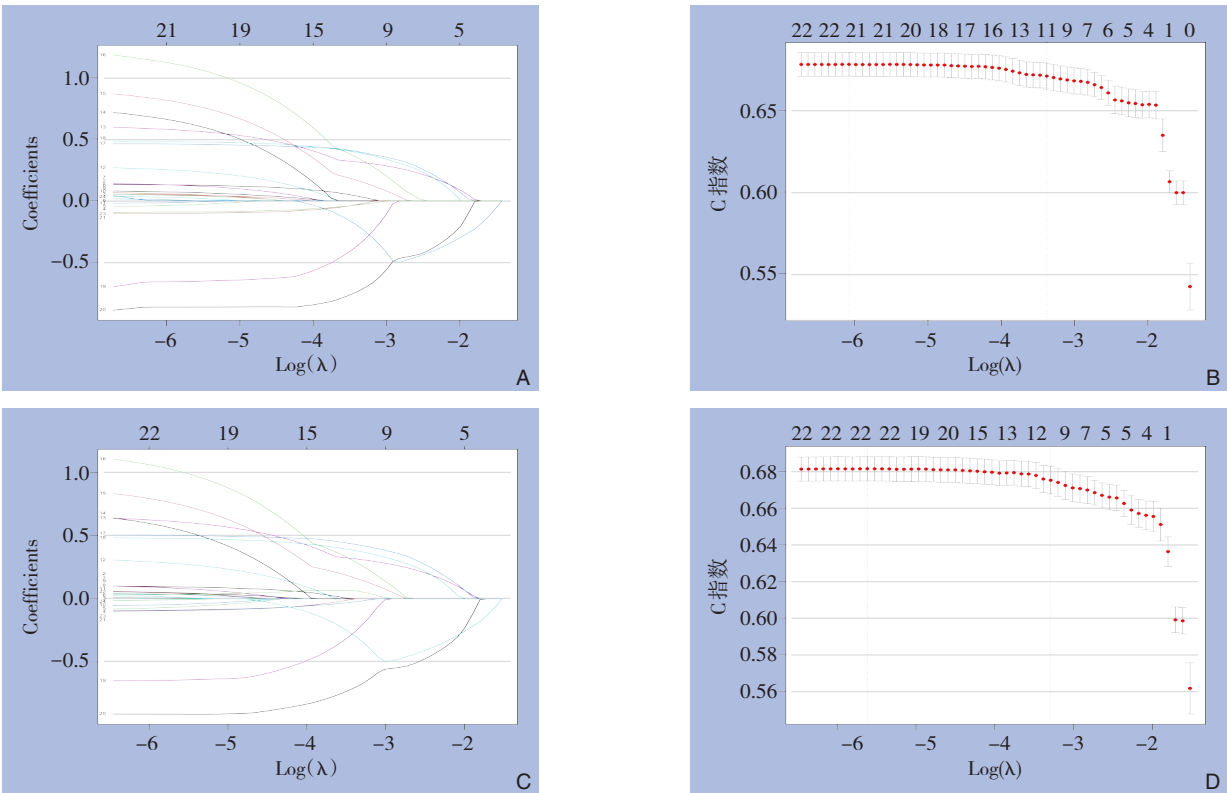 21 19 15 9 5
1.0
0.5
0.0
−0.5
Coefficients
−6 −5 −4 −3 −2
Log(λ)
A
22 22 21 21 20 18 17 16 13 11 9 7 6 5 4 1 0
0.65
0.60
0.55
C指数
−6 −5 −4 −3 −2
Log(λ)
B
22 19 15 9 5
1.0
0.5
0.0
−0.5
Coefficients
−6 −5 −4 −3 −2
Log(λ)
C
22 22 22 22 19 20 15 13 12 9 7 5 5 4 1
0.68
0.66
0.64
0.62
0.60
0.58
0.56
C指数
−6 −5 −4 −3 −2
Log(λ)
D